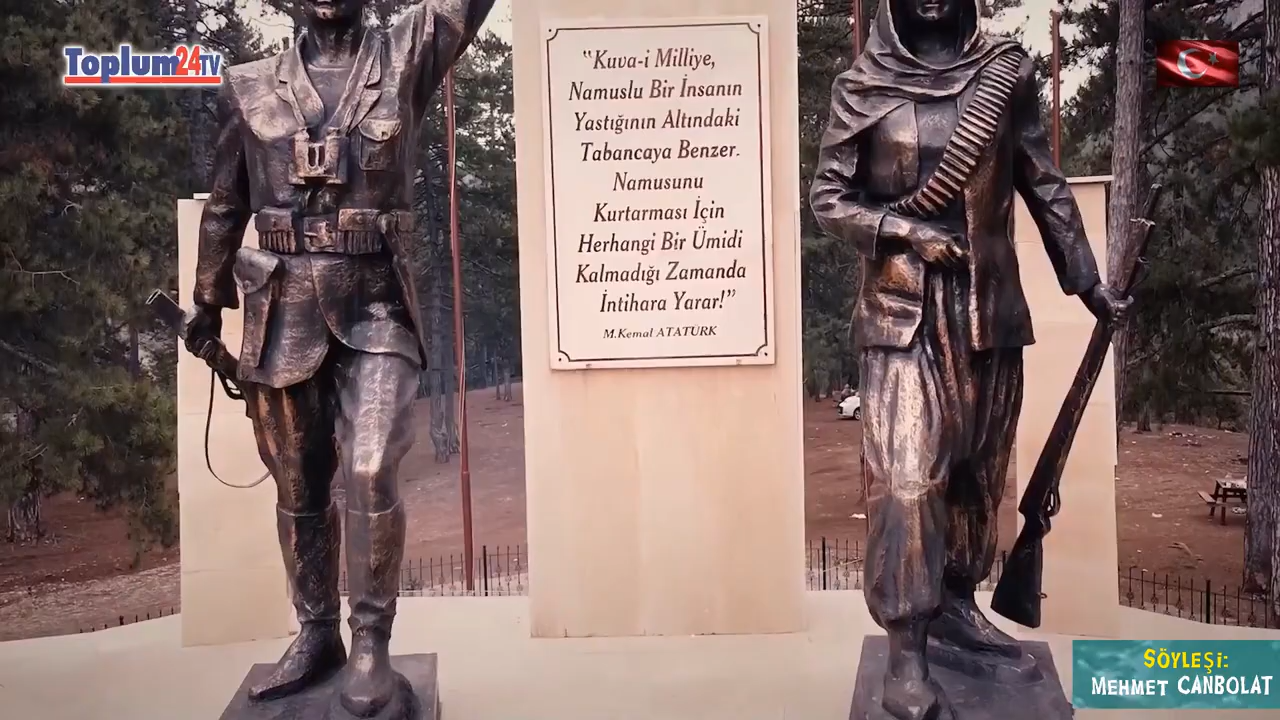 Toplum24TV
"Kuva-i Milliye,
Namuslu Bir İnsanın
Yastığının Altındaki
Tabancaya Benzer.
Namusunu
Kurtarması İçin
Herhangi Bir Ümidi
Kalmadığı Zamanda
İntihara Yarar!"
M.Kemal ATATÜRK
SÖYLEŞİ:
MEHMET CANBOLAT